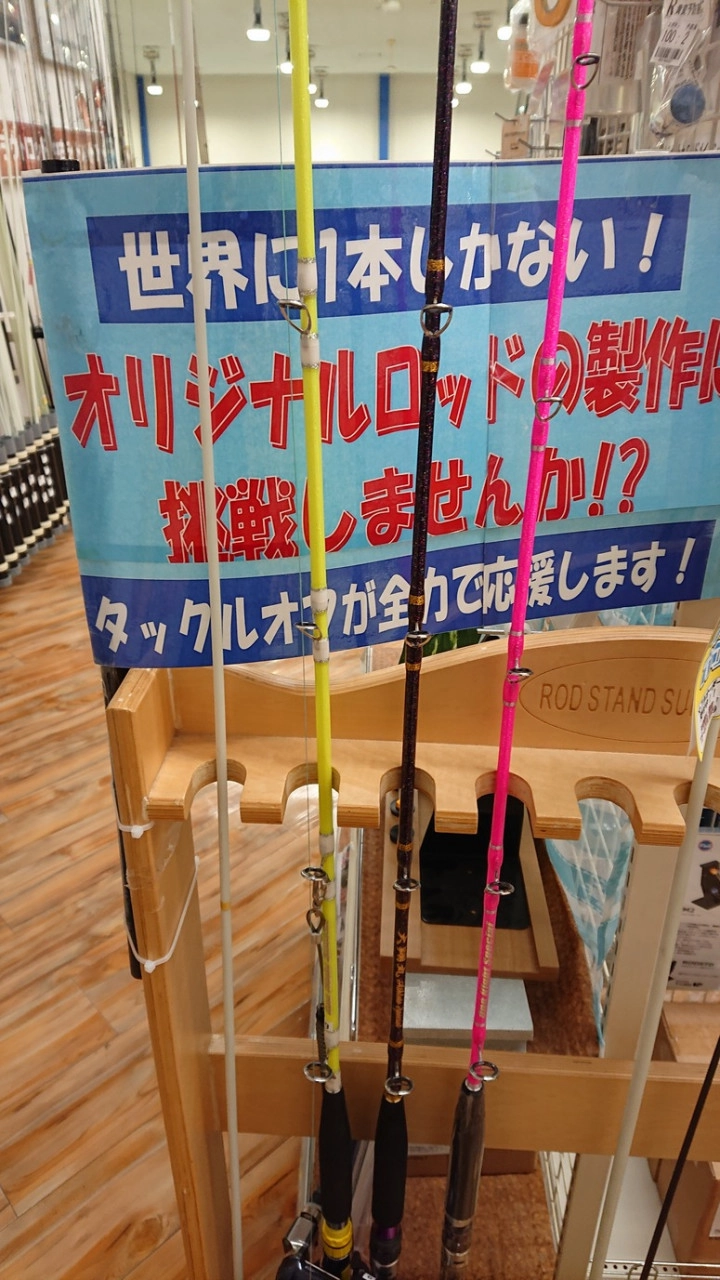 世界に1本しかない!
オリジナルロッドの製作に
挑戦しませんか!?
タックルオフが全力で応援します!
ROD STAND SU
Special